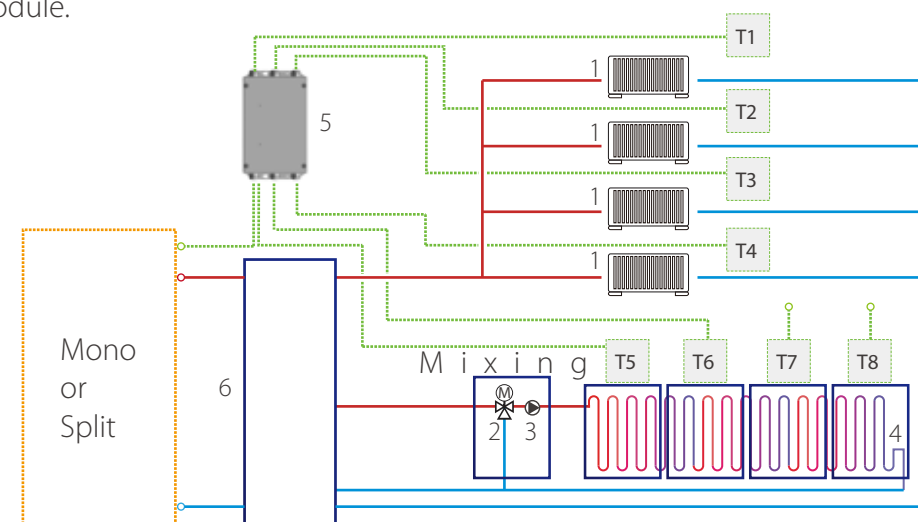 odule.
T1
1
T2
5
1
T3
1
T4
1
Mono
or
Split
6
Mixing
M
2
3
T5
T6
T7
T8
4